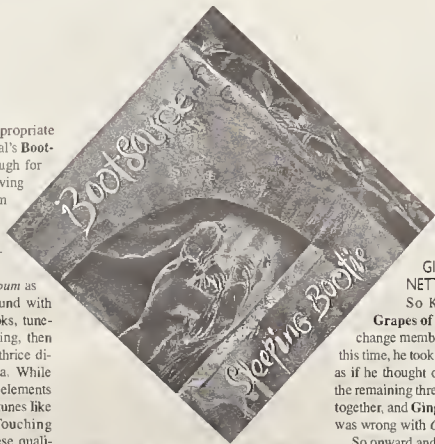 propriate
al's Boot-
ugh for
ving
n
Bootsauce
Sleeping Bootie
bum as
und with
ks, tune-
ing, then
thrice di-
a. While
elements
tunes like
Touching
se quali-
GI
NETT
So K
Grapes of
change memb
this time, he took
as if he thought o
the remaining thre
together, and Ging
was wrong with
So onward and